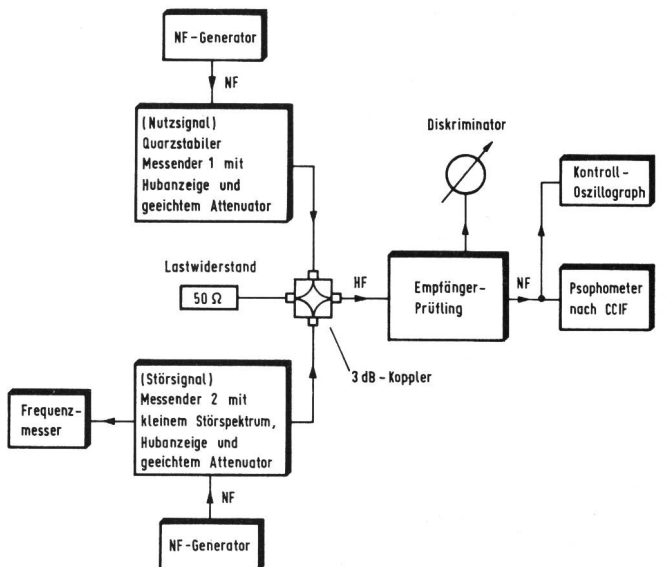 NF-Generator
NF
(Nutzsignal)
Quarzstabiler
Messender 1 mit
Hubanzeige und
geeichtem Attenuator
Diskriminator
Kontroll-
Oszillograph
Lastwiderstand
50 Ω
HF
Empfänger-
Prüfling
NF
Psophometer
nach CCIF
3 dB-Koppler
(Störsignal)
Messender 2 mit
kleinem Störspektrum,
Hubanzeige und
geeichtem Attenuator
Frequenz-
messer
NF
NF-Generator